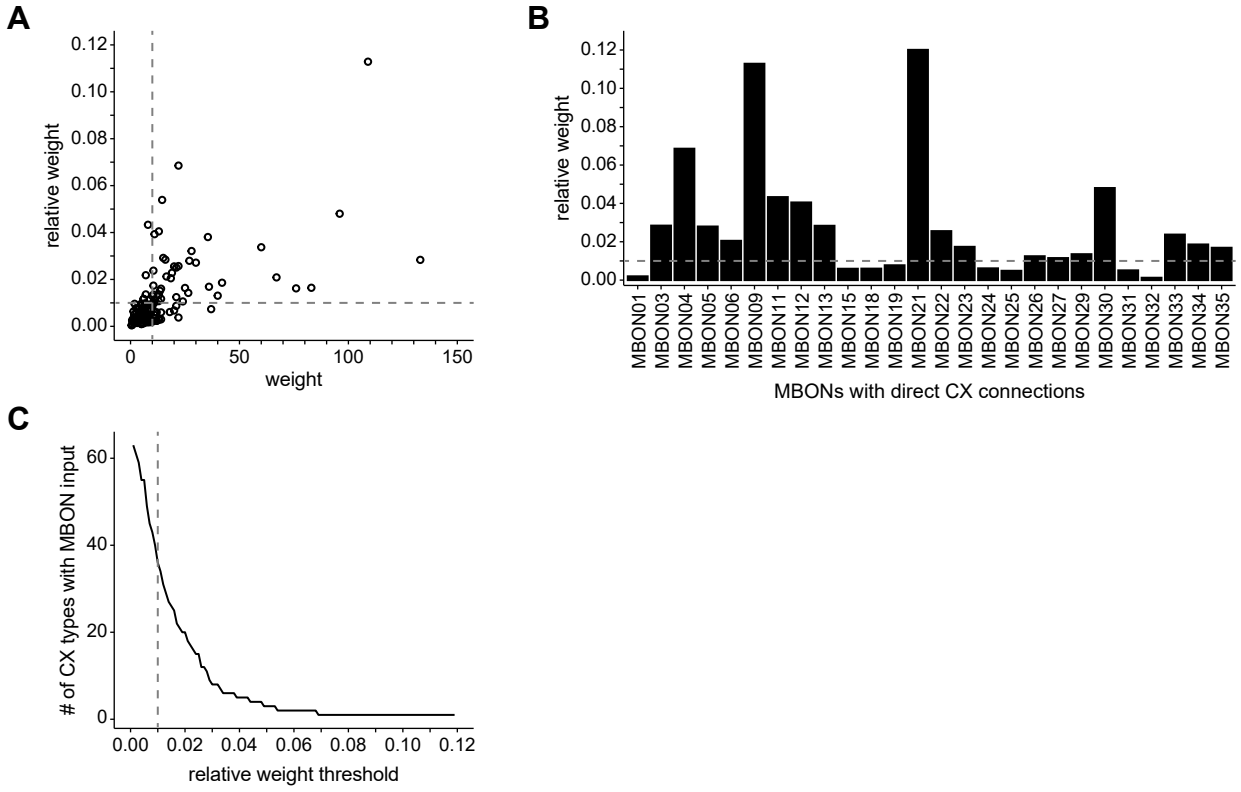 A
relative weight
0.12
0.10
0.08
0.06
0.04
0.02
0.00
0
50
100
150
weight
B
relative weight
0.12
0.10
0.08
0.06
0.04
0.02
0.00
MBON01
MBON03
MBON04
MBON05
MBON06
MBON09
MBON11
MBON12
MBON13
MBON15
MBON18
MBON19
MBON21
MBON22
MBON23
MBON24
MBON25
MBON26
MBON27
MBON29
MBON30
MBON31
MBON32
MBON33
MBON34
MBON35
MBONs with direct CX connections
C
# of CX types with MBON input
60
40
20
0
0.00
0.02
0.04
0.06
0.08
0.10
0.12
relative weight threshold